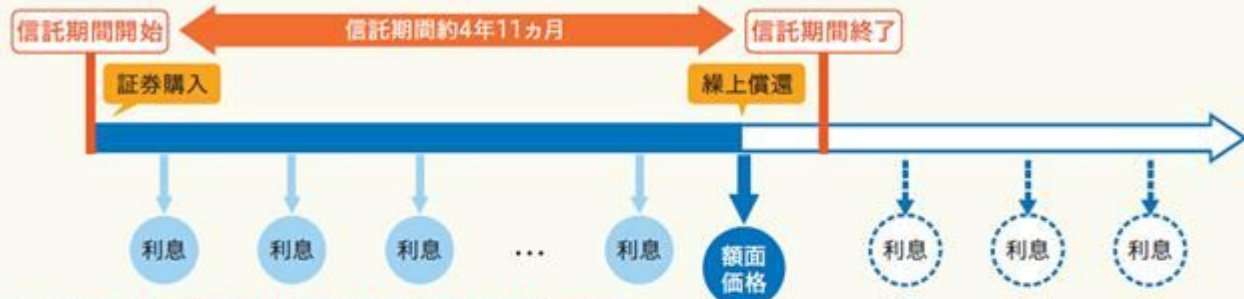 信託期間開始
信託期間約4年11ヵ月
信託期間終了
証券購入
繰上償還
利息
利息
利息
…
利息
額面
価格
利息
利息
利息